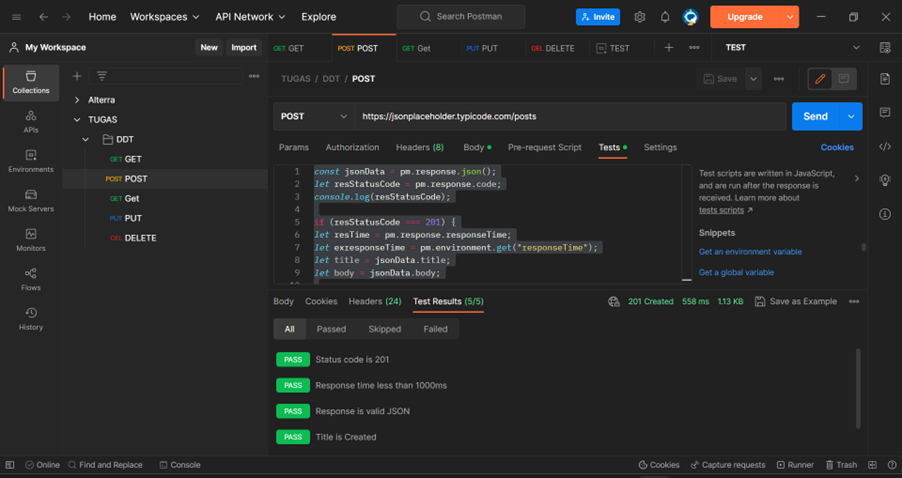 Home Workspaces API Network Explore Search Postman Invite Upgrade
My Workspace New Import GET GET POST POST GET Get PUT PUT DEL DELETE TEST TEST
Collections
APIs
Environments
Mock Servers
Monitors
Flows
History
Alterra
TUGAS
DDT
GET GET
POST POST
GET Get
PUT PUT
DEL DELETE
TUGAS / DDT / POST Save
POST https://jsonplaceholder.typicode.com/posts Send
Params Authorization Headers (8) Body Pre-request Script Tests Settings Cookies
1 const jsonData = pm.response.json();
2 let resStatusCode = pm.response.code;
3 console.log(resStatusCode);
4
5 if (resStatusCode === 201) {
6 let resTime = pm.response.responseTime;
7 let exresponseTime = pm.environment.get("responseTime");
8 let title = jsonData.title;
9 let body = jsonData.body;
Test scripts are written in JavaScript,
and are run after the response is
received. Learn more about
tests scripts
Snippets
Get an environment variable
Get a global variable
Body Cookies Headers (24) Test Results (5/5) 201 Created 558 ms 1.13 KB Save as Example
All Passed Skipped Failed
PASS Status code is 201
PASS Response time less than 1000ms
PASS Response is valid JSON
PASS Title is Created
Online Find and Replace Console Cookies Capture requests Runner Trash